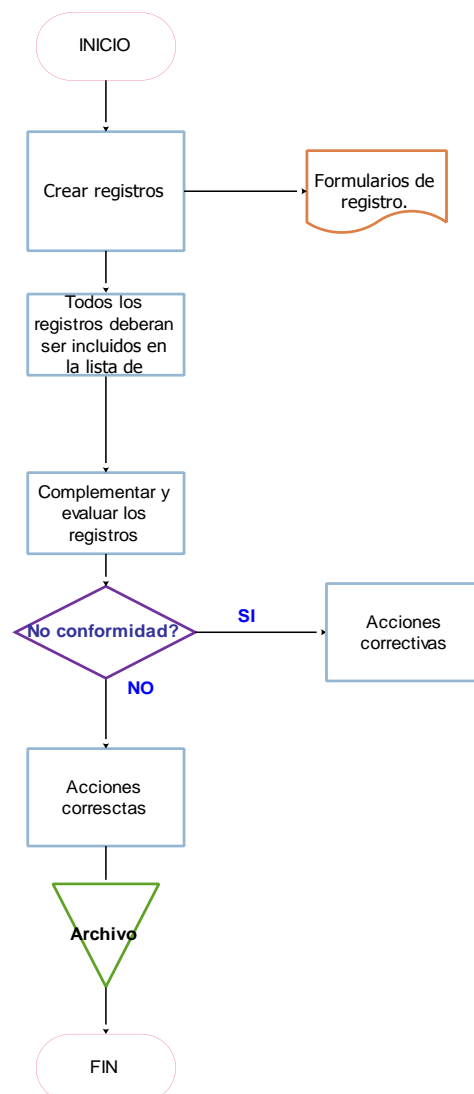 INICIO
Crear registros
Formularios de
registro.
Todos los
registros deberan
ser incluidos en
la lista de
Complementar y
evaluar los
registros
No conformidad?
SI
Acciones
correctivas
NO
Acciones
corresctas
Archivo
FIN